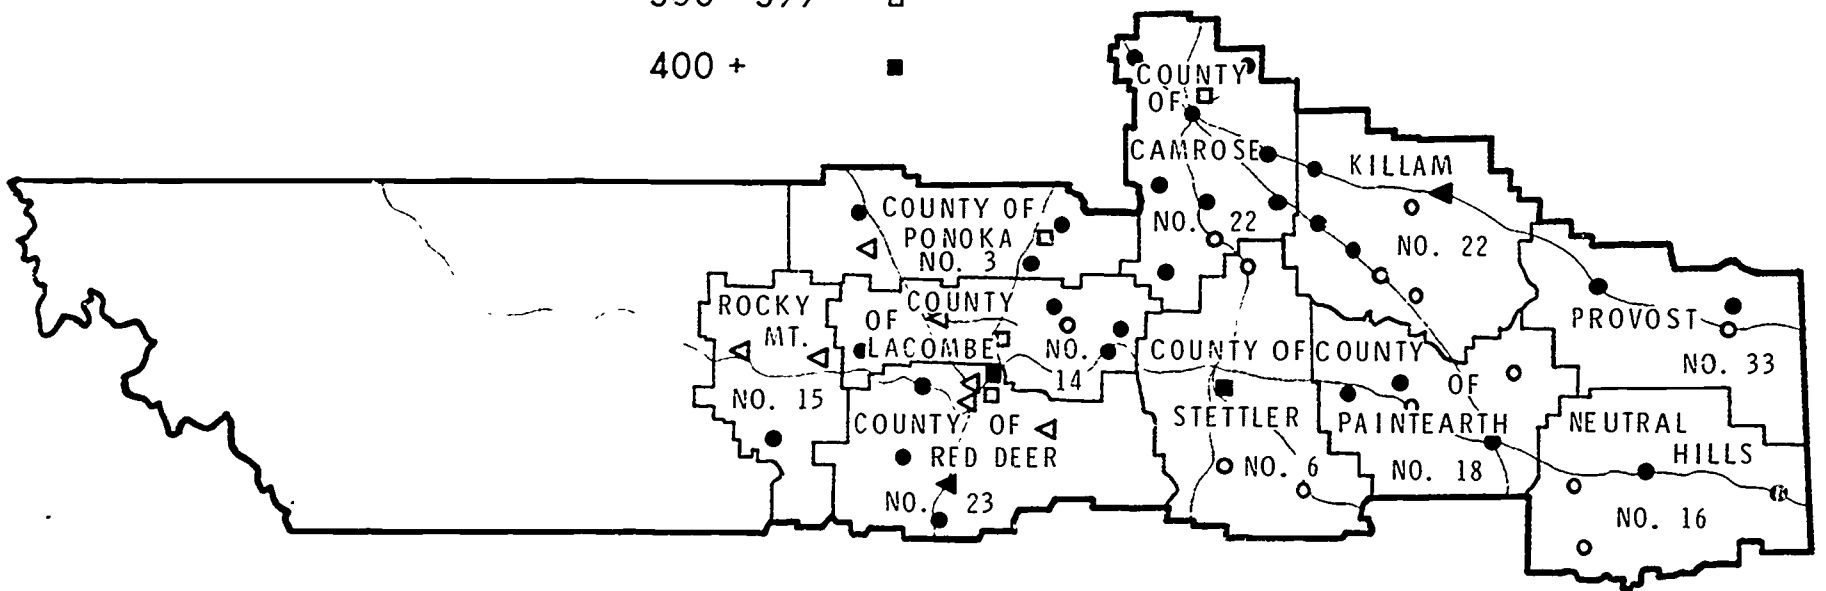 400 +
COUNTY
OF
CAMROSE
NO. 22
KILLAM
NO. 22
COUNTY OF
PONOKA
NO. 3
ROCKY
MT.
NO. 15
COUNTY
OF
LACOMBE
NO.
14
COUNTY OF
RED DEER
NO. 23
COUNTY OF
STETTLER
NO. 6
COUNTY
OF
PAINTEARTH
NO. 18
PROVOST
NO. 33
NEUTRAL
HILLS
NO. 16